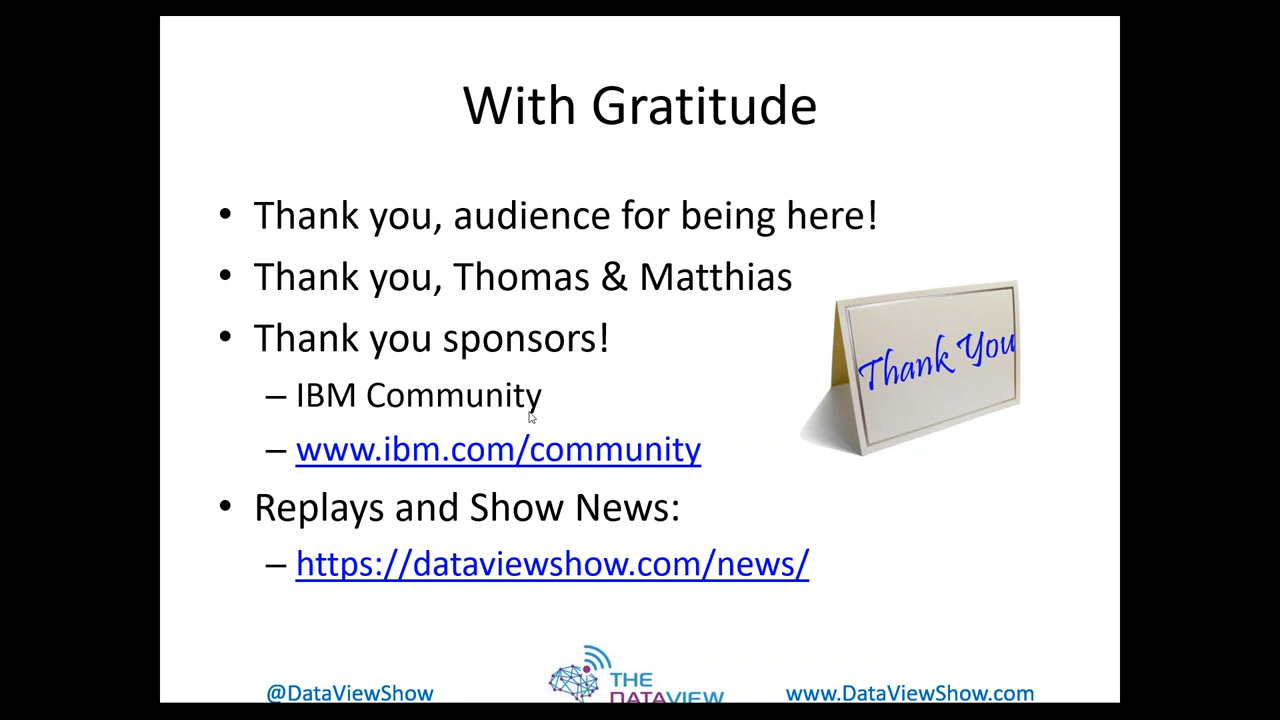 With Gratitude
• Thank you, audience for being here!
• Thank you, Thomas & Matthias
• Thank you sponsors!
– IBM Community
– www.ibm.com/community
• Replays and Show News:
– https://dataviewshow.com/news/
Thank You
@DataViewShow
THE
DATAVIEW
www.DataViewShow.com